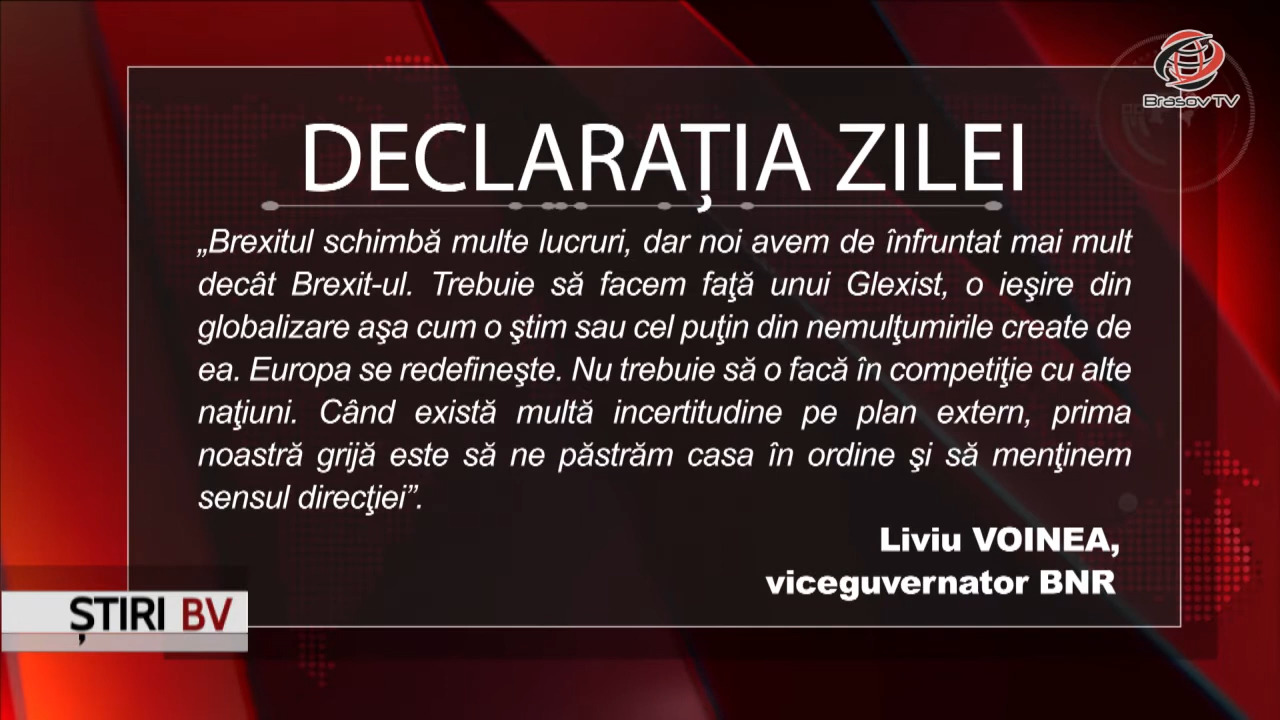 BrasovTV
DECLARAȚIA ZILEI
„Brexitul schimbă multe lucruri, dar noi avem de înfruntat mai mult
decât Brexit-ul. Trebuie să facem faţă unui Glexist, o ieşire din
globalizare aşa cum o ştim sau cel puţin din nemulţumirile create de
ea. Europa se redefineşte. Nu trebuie să o facă în competiţie cu alte
naţiuni. Când există multă incertitudine pe plan extern, prima
noastră grijă este să ne păstrăm casa în ordine şi să menţinem
sensul direcţiei”.
Liviu VOINEA,
viceguvernator BNR
ȘTIRI BV